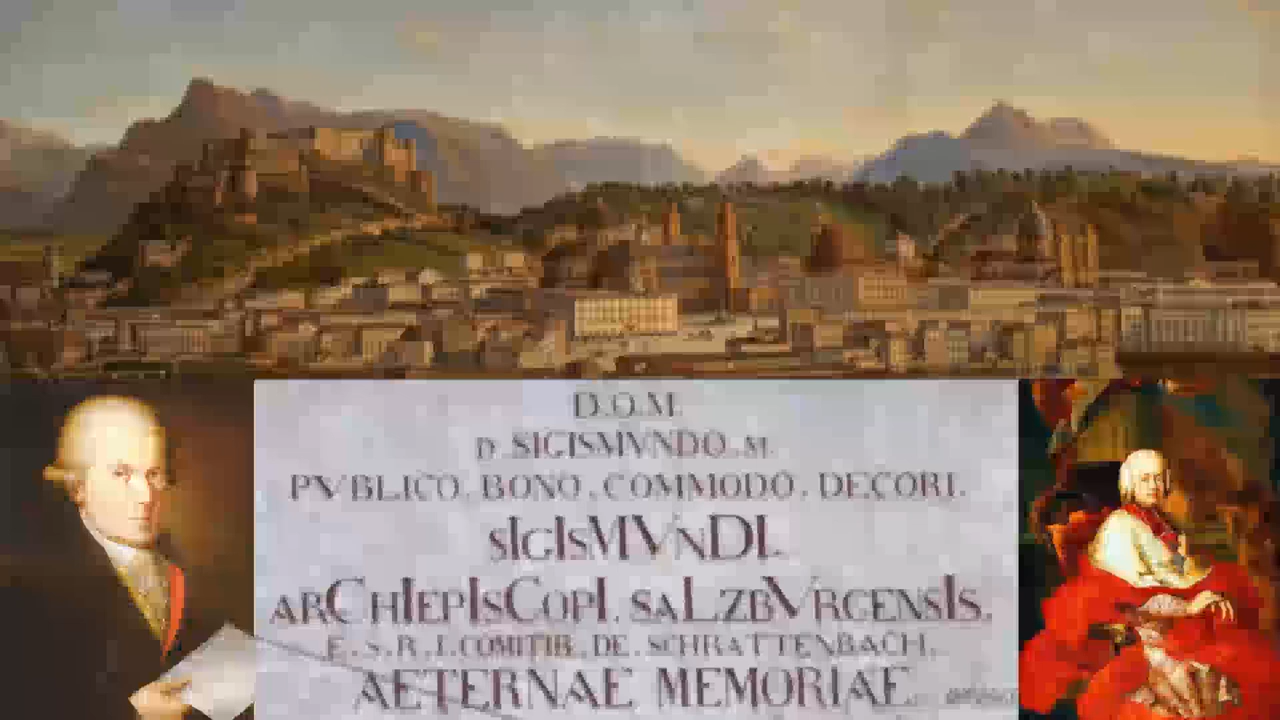 D.O.M.
D. SIGISMVNDO. M.
PVBLICO. BONO. COMMODO. DECORI.
sIGIsMVNDI.
ARCHIEPIsCOPI. SALZBVRGENSIS.
E. S. R. I. COMITIB. DE. SCHRATTENBACH.
AETERNAE MEMORIAE